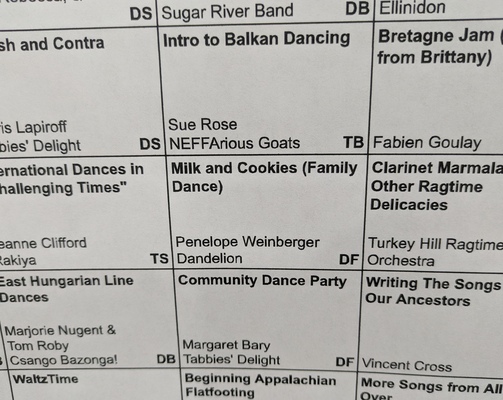 DS
Sugar River Band
DB
Ellinidon
sh and Contra
ris Lapiroff
bies' Delight
DS
Intro to Balkan Dancing
Sue Rose
NEFFArious Goats
TB
Bretagne Jam (
from Brittany)
Fabien Goulay
ernational Dances in
hallenging Times"
eanne Clifford
Rakiya
TS
Milk and Cookies (Family
Dance)
Penelope Weinberger
Dandelion
DF
Clarinet Marmala
Other Ragtime
Delicacies
Turkey Hill Ragtime
Orchestra
East Hungarian Line
Dances
Marjorie Nugent &
Tom Roby
Csango Bazonga!
DB
Community Dance Party
Margaret Bary
Tabbies' Delight
DF
Writing The Songs
Our Ancestors
Vincent Cross
WaltzTime
Beginning Appalachian
Flatfooting
More Songs from All
Over